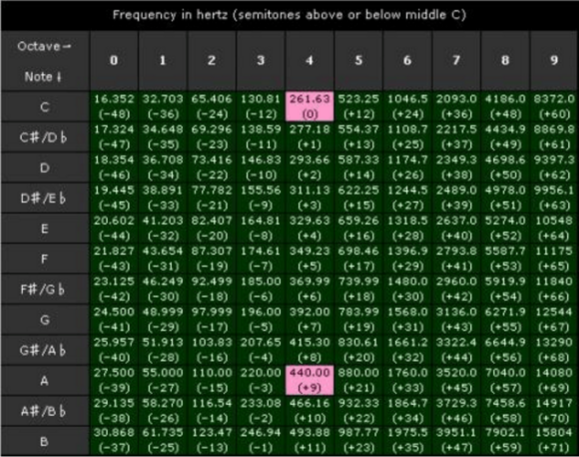 Frequency in hertz (semitones above or below middle C)
Octave→
0 1 2 3 4 5 6 7 8 9
Note↓
16.352 32.703 65.406 130.81 261.63 523.25 1046.5 2093.0 4186.0 8372.0
C
(−48) (−36) (−24) (−12) (0) (+12) (+24) (+36) (+48) (+60)
17.324 34.648 69.296 138.59 277.18 554.37 1108.7 2217.5 4434.9 8869.8
C#/D♭
(−47) (−35) (−23) (−11) (+1) (+13) (+25) (+37) (+49) (+61)
18.354 36.708 73.416 146.83 293.66 587.33 1174.7 2349.3 4698.6 9397.3
D
(−46) (−34) (−22) (−10) (+2) (+14) (+26) (+38) (+50) (+62)
19.445 38.891 77.782 155.56 311.13 622.25 1244.5 2489.0 4978.0 9956.1
D#/E♭
(−45) (−33) (−21) (−9) (+3) (+15) (+27) (+39) (+51) (+63)
20.602 41.203 82.407 164.81 329.63 659.26 1318.5 2637.0 5274.0 10548
E
(−44) (−32) (−20) (−8) (+4) (+16) (+28) (+40) (+52) (+64)
21.827 43.654 87.307 174.61 349.23 698.46 1396.9 2793.8 5587.7 11175
F
(−43) (−31) (−19) (−7) (+5) (+17) (+29) (+41) (+53) (+65)
23.125 46.249 92.499 185.00 369.99 739.99 1480.0 2960.0 5919.9 11840
F#/G♭
(−42) (−30) (−18) (−6) (+6) (+18) (+30) (+42) (+54) (+66)
24.500 48.999 97.999 196.00 392.00 783.99 1568.0 3136.0 6271.9 12544
G
(−41) (−29) (−17) (−5) (+7) (+19) (+31) (+43) (+55) (+67)
25.957 51.913 103.83 207.65 415.30 830.61 1661.2 3322.4 6644.9 13290
G#/A♭
(−40) (−28) (−16) (−4) (+8) (+20) (+32) (+44) (+56) (+68)
27.500 55.000 110.00 220.00 440.00 880.00 1760.0 3520.0 7040.0 14080
A
(−39) (−27) (−15) (−3) (+9) (+21) (+33) (+45) (+57) (+69)
29.135 58.270 116.54 233.08 466.16 932.33 1864.7 3729.3 7458.6 14917
A#/B♭
(−38) (−26) (−14) (−2) (+10) (+22) (+34) (+46) (+58) (+70)
30.868 61.735 123.47 246.94 493.88 987.77 1975.5 3951.1 7902.1 15804
B
(−37) (−25) (−13) (−1) (+11) (+23) (+35) (+47) (+59) (+71)